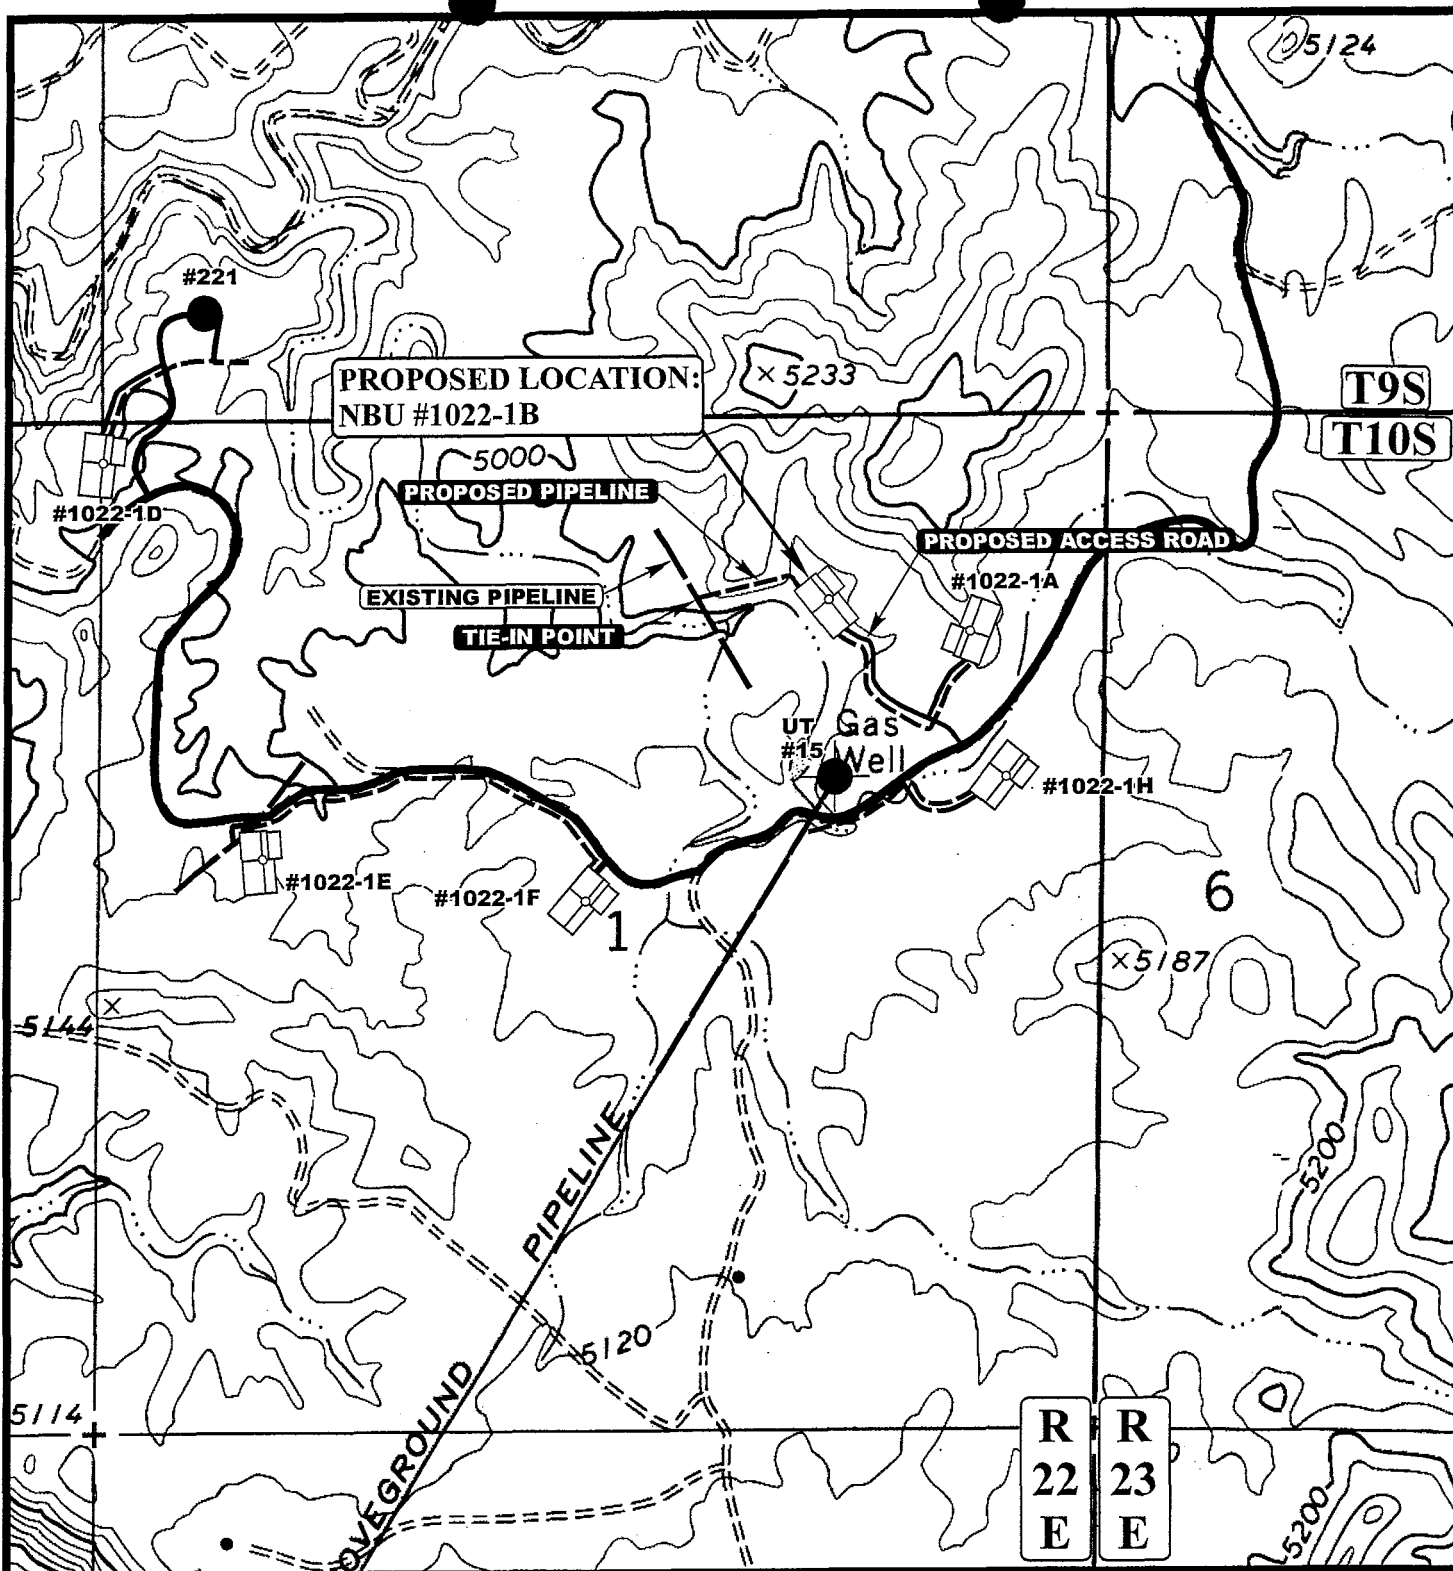 5124
#221
PROPOSED LOCATION:
NBU #1022-1B
5233
T9S
T10S
5000
PROPOSED PIPELINE
#1022-1D
PROPOSED ACCESS ROAD
#1022-1A
EXISTING PIPELINE
TIE-IN POINT
UT
#15
Gas
Well
#1022-1H
#1022-1E
#1022-1F
1
6
5187
5144
5200
PIPELINE
5120
OVEGROUND
5114
R
22
E
R
23
E
5200